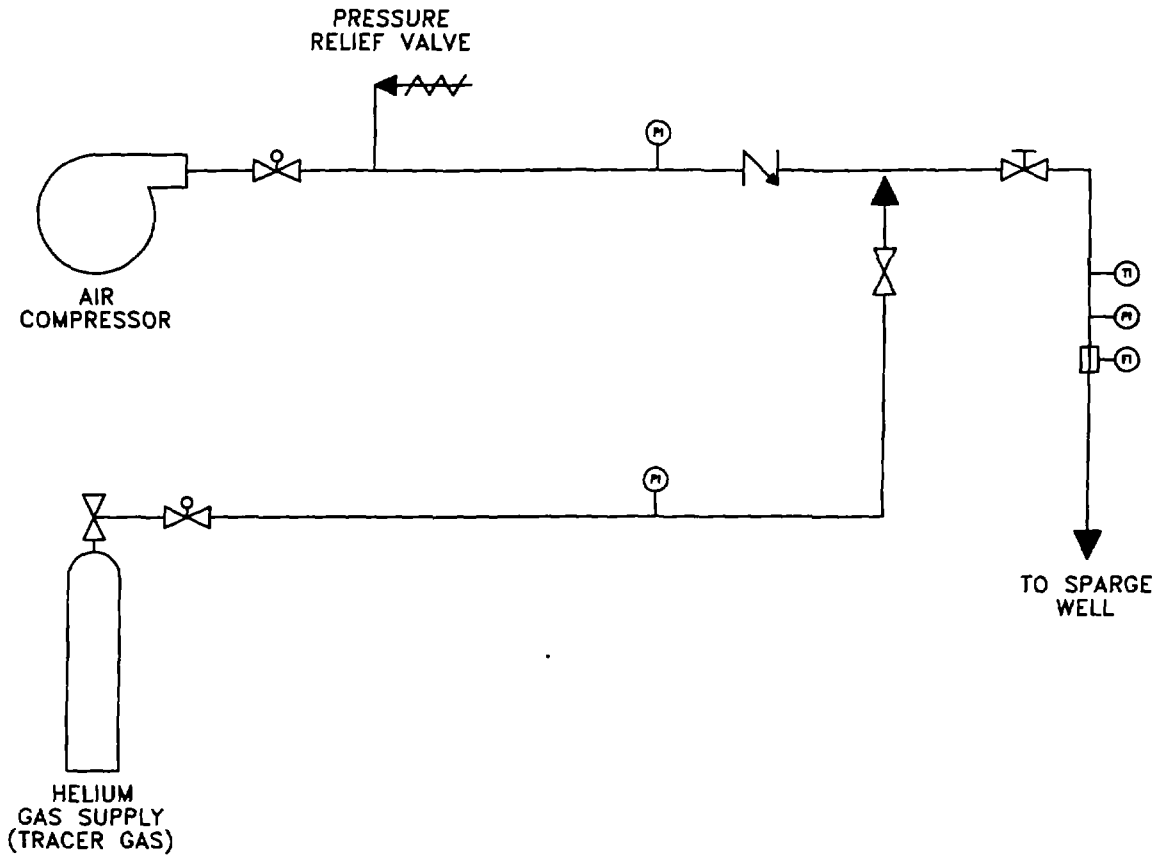 PRESSURE
RELIEF VALVE
PI
AIR
COMPRESSOR
TI
PI
FI
PI
TO SPARGE
WELL
HELIUM
GAS SUPPLY
(TRACER GAS)